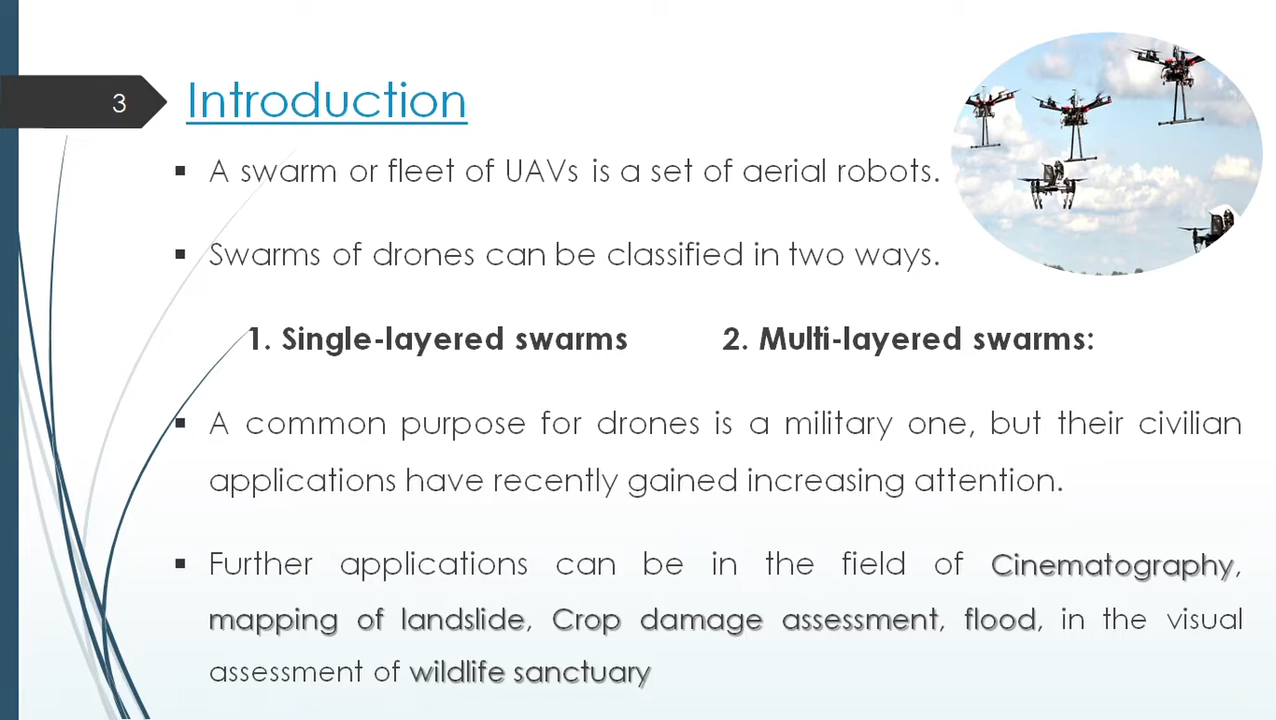 3
Introduction
▪ A swarm or fleet of UAVs is a set of aerial robots.
▪ Swarms of drones can be classified in two ways.
1. Single-layered swarms 2. Multi-layered swarms:
▪ A common purpose for drones is a military one, but their civilian
applications have recently gained increasing attention.
▪ Further applications can be in the field of Cinematography,
mapping of landslide, Crop damage assessment, flood, in the visual
assessment of wildlife sanctuary